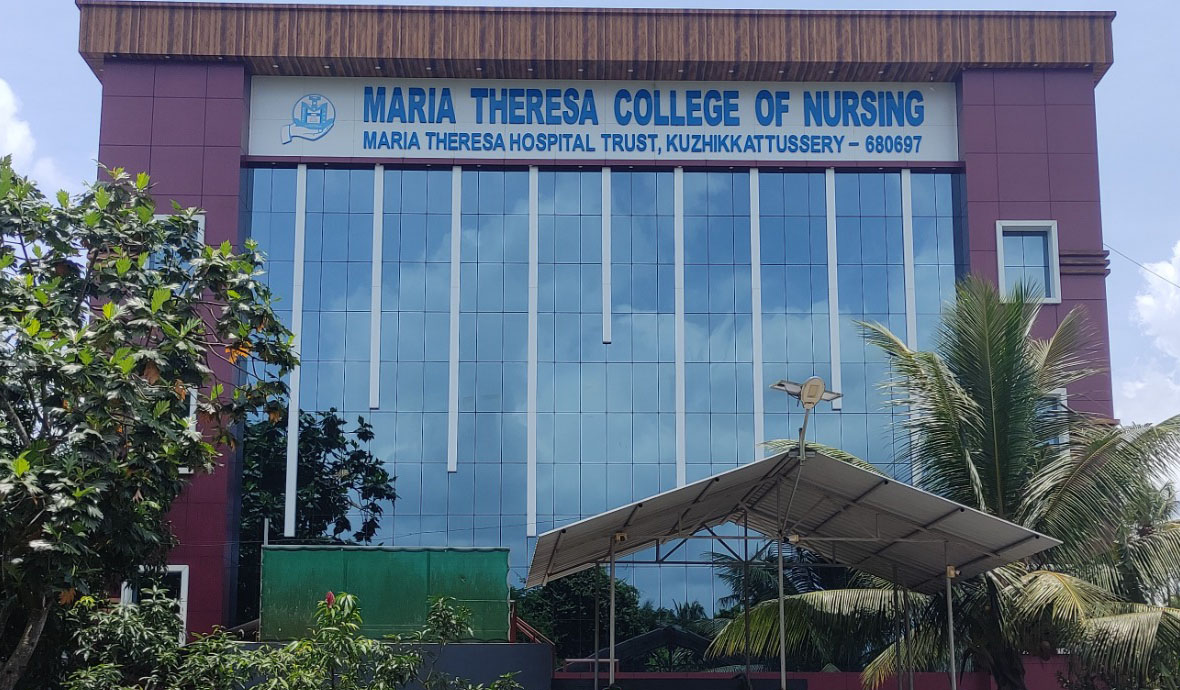 MARIA THERESA COLLEGE OF NURSING
MARIA THERESA HOSPITAL TRUST, KUZHIKKATTUSSERY – 680697